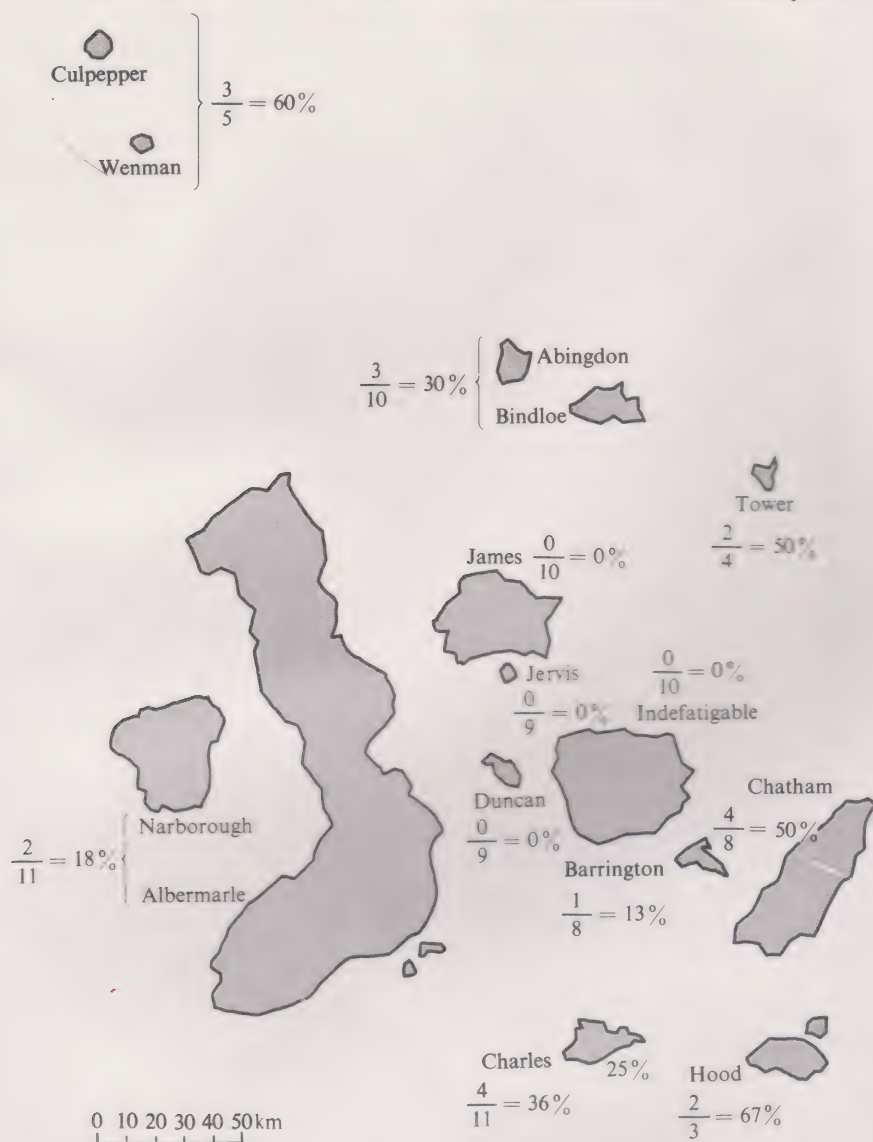 Culpepper
3/5 = 60%
Wenman
Abingdon
3/10 = 30%
Bindloe
Tower
2/4 = 50%
James 0/10 = 0%
Jervis
0/9 = 0%
0/10 = 0%
Indefatigable
Duncan
0/9 = 0%
Chatham
4/8 = 50%
Narborough
2/11 = 18%
Albermarle
Barrington
1/8 = 13%
Charles
25%
4/11 = 36%
Hood
2/3 = 67%
0 10 20 30 40 50km